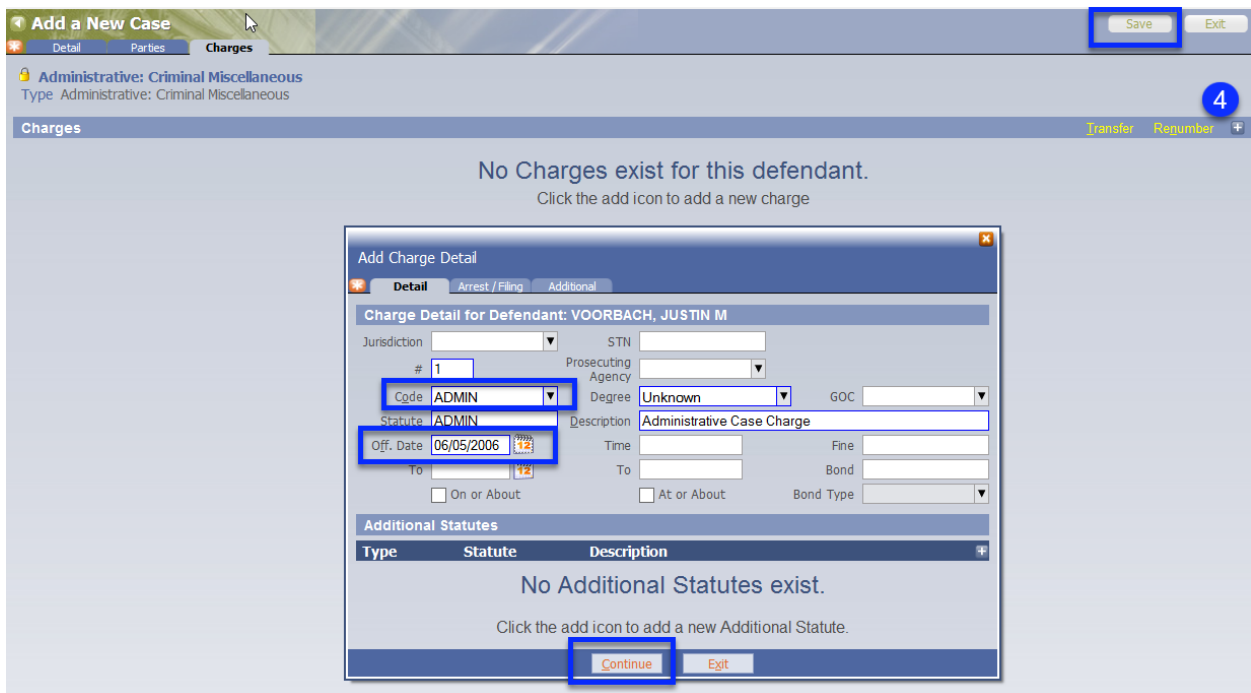 Add a New Case
Save Exit
Detail Parties Charges
Administrative: Criminal Miscellaneous
Type Administrative: Criminal Miscellaneous
4
Charges Transfer Renumber
No Charges exist for this defendant.
Click the add icon to add a new charge
Add Charge Detail
Detail Arrest / Filing Additional
Charge Detail for Defendant: VOORBACH, JUSTIN M
Jurisdiction STN
# 1 Prosecuting Agency
Code ADMIN Degree Unknown GOC
Statute ADMIN Description Administrative Case Charge
Off. Date 06/05/2006 12 Time Fine
To 12 To Bond
On or About At or About Bond Type
Additional Statutes
Type Statute Description
No Additional Statutes exist.
Click the add icon to add a new Additional Statute.
Continue Exit